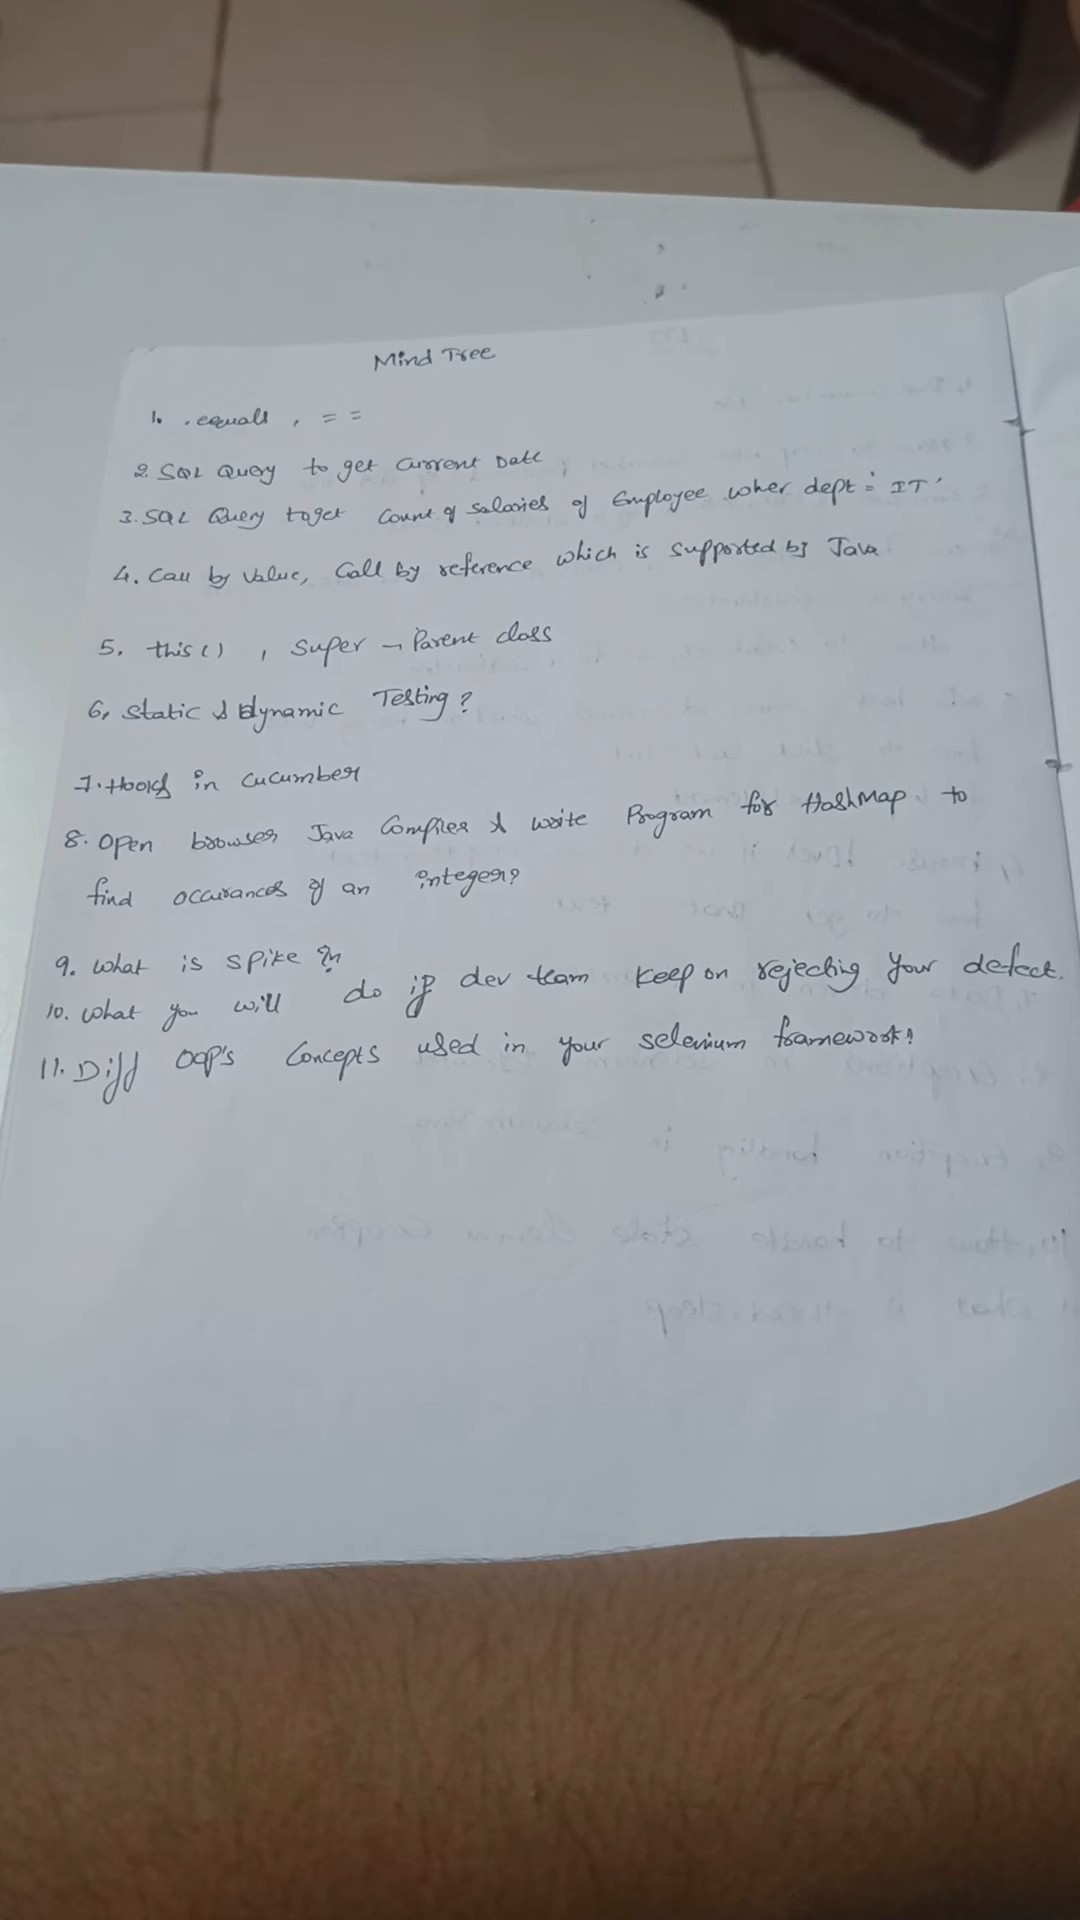 Mind Tree
1. .equals , ==
2. SQL Query to get Current Date
3. SQL Query to get Count of salaries of Employee wher dept = 'IT'
4. Call by Value, Call by reference which is supported by Java
5. this() , Super → Parent class
6, static & dynamic Testing?
7. Hooks in cucumber
8. Open browser Java Compiler & write Program for HashMap to
find occurances of an integer?
9. What is spike
10. What you will do if dev team keep on rejecting your defect.
11. Diff OOP's Concepts used in your selenium framework?